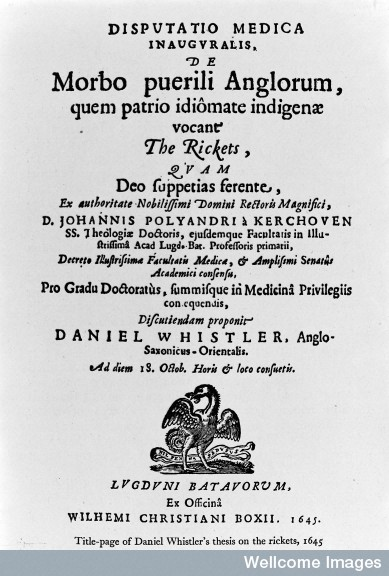 DISPUTATIO MEDICA
INAUGVRALIS,
DE
Morbo puerili Anglorum,
quem patrio idiômate indigenæ
vocant
The Rickets,
QVAM
Deo suppetias ferente,
Ex authoritate Nobilissimi Domini Rectoris Magnifici,
D. JOHANNIS POLYANDRI à KERCHOVEN
SS. Theologiæ Doctoris, ejusdemque Facultatis in Illu-
strissimâ Acad Lugd. Bat. Professoris primarii,
Decreto Illustrissimæ Facultatis Medicæ, & Amplissimi Senatûs
Academici consensu,
Pro Gradu Doctoratûs, summisque in Medicinâ Privilegiis
consequendis,
Discutiendam proponit
DANIEL WHISTLER, Anglo-
Saxonicus-Orientalis.
Ad diem 18. Octob. Horis & loco consuetis.
LUGDVNI BATAVORUM,
Ex Officinâ
WILHEMI CHRISTIANI BOXII. 1645.
Title-page of Daniel Whistler's thesis on the rickets, 1645
Wellcome Images